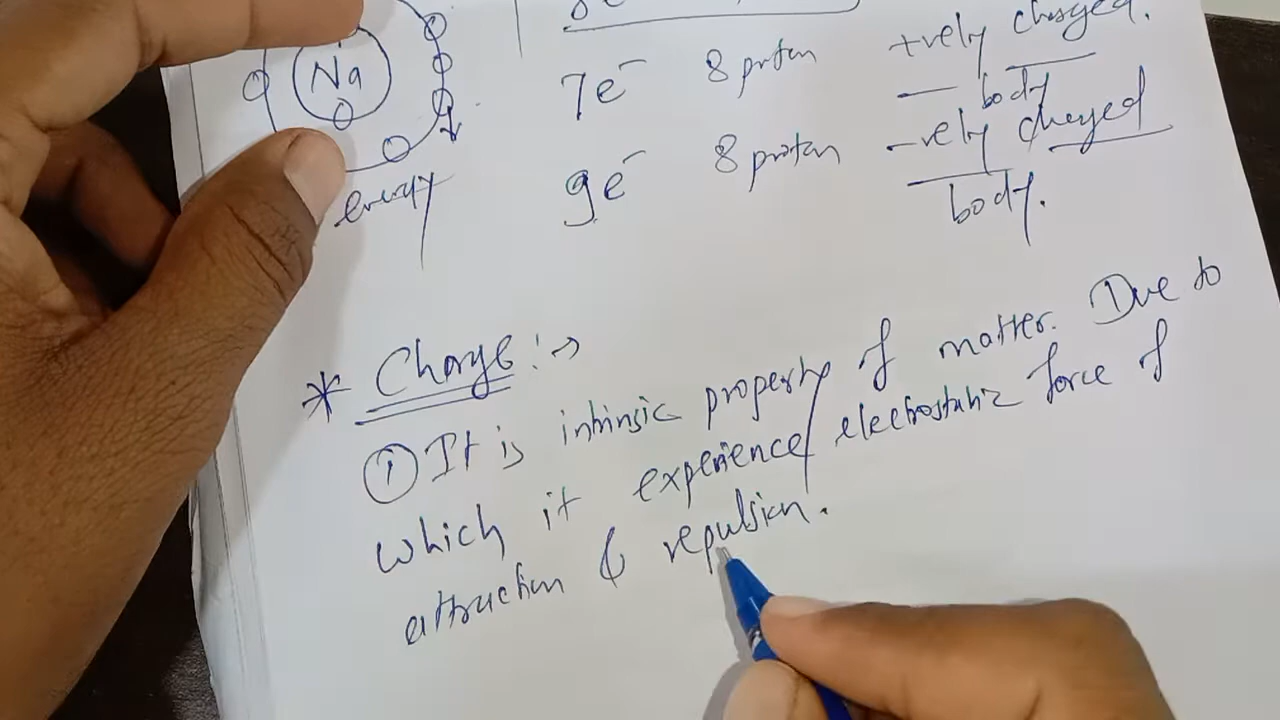 Na
7e⁻ 8 proton +vely charged.
body
9e⁻ 8 proton -vely charged
body.
energy
* Charge :→
① It is intrinsic property of matter. Due to
which it experience electrostatic force of
attraction & repulsion.